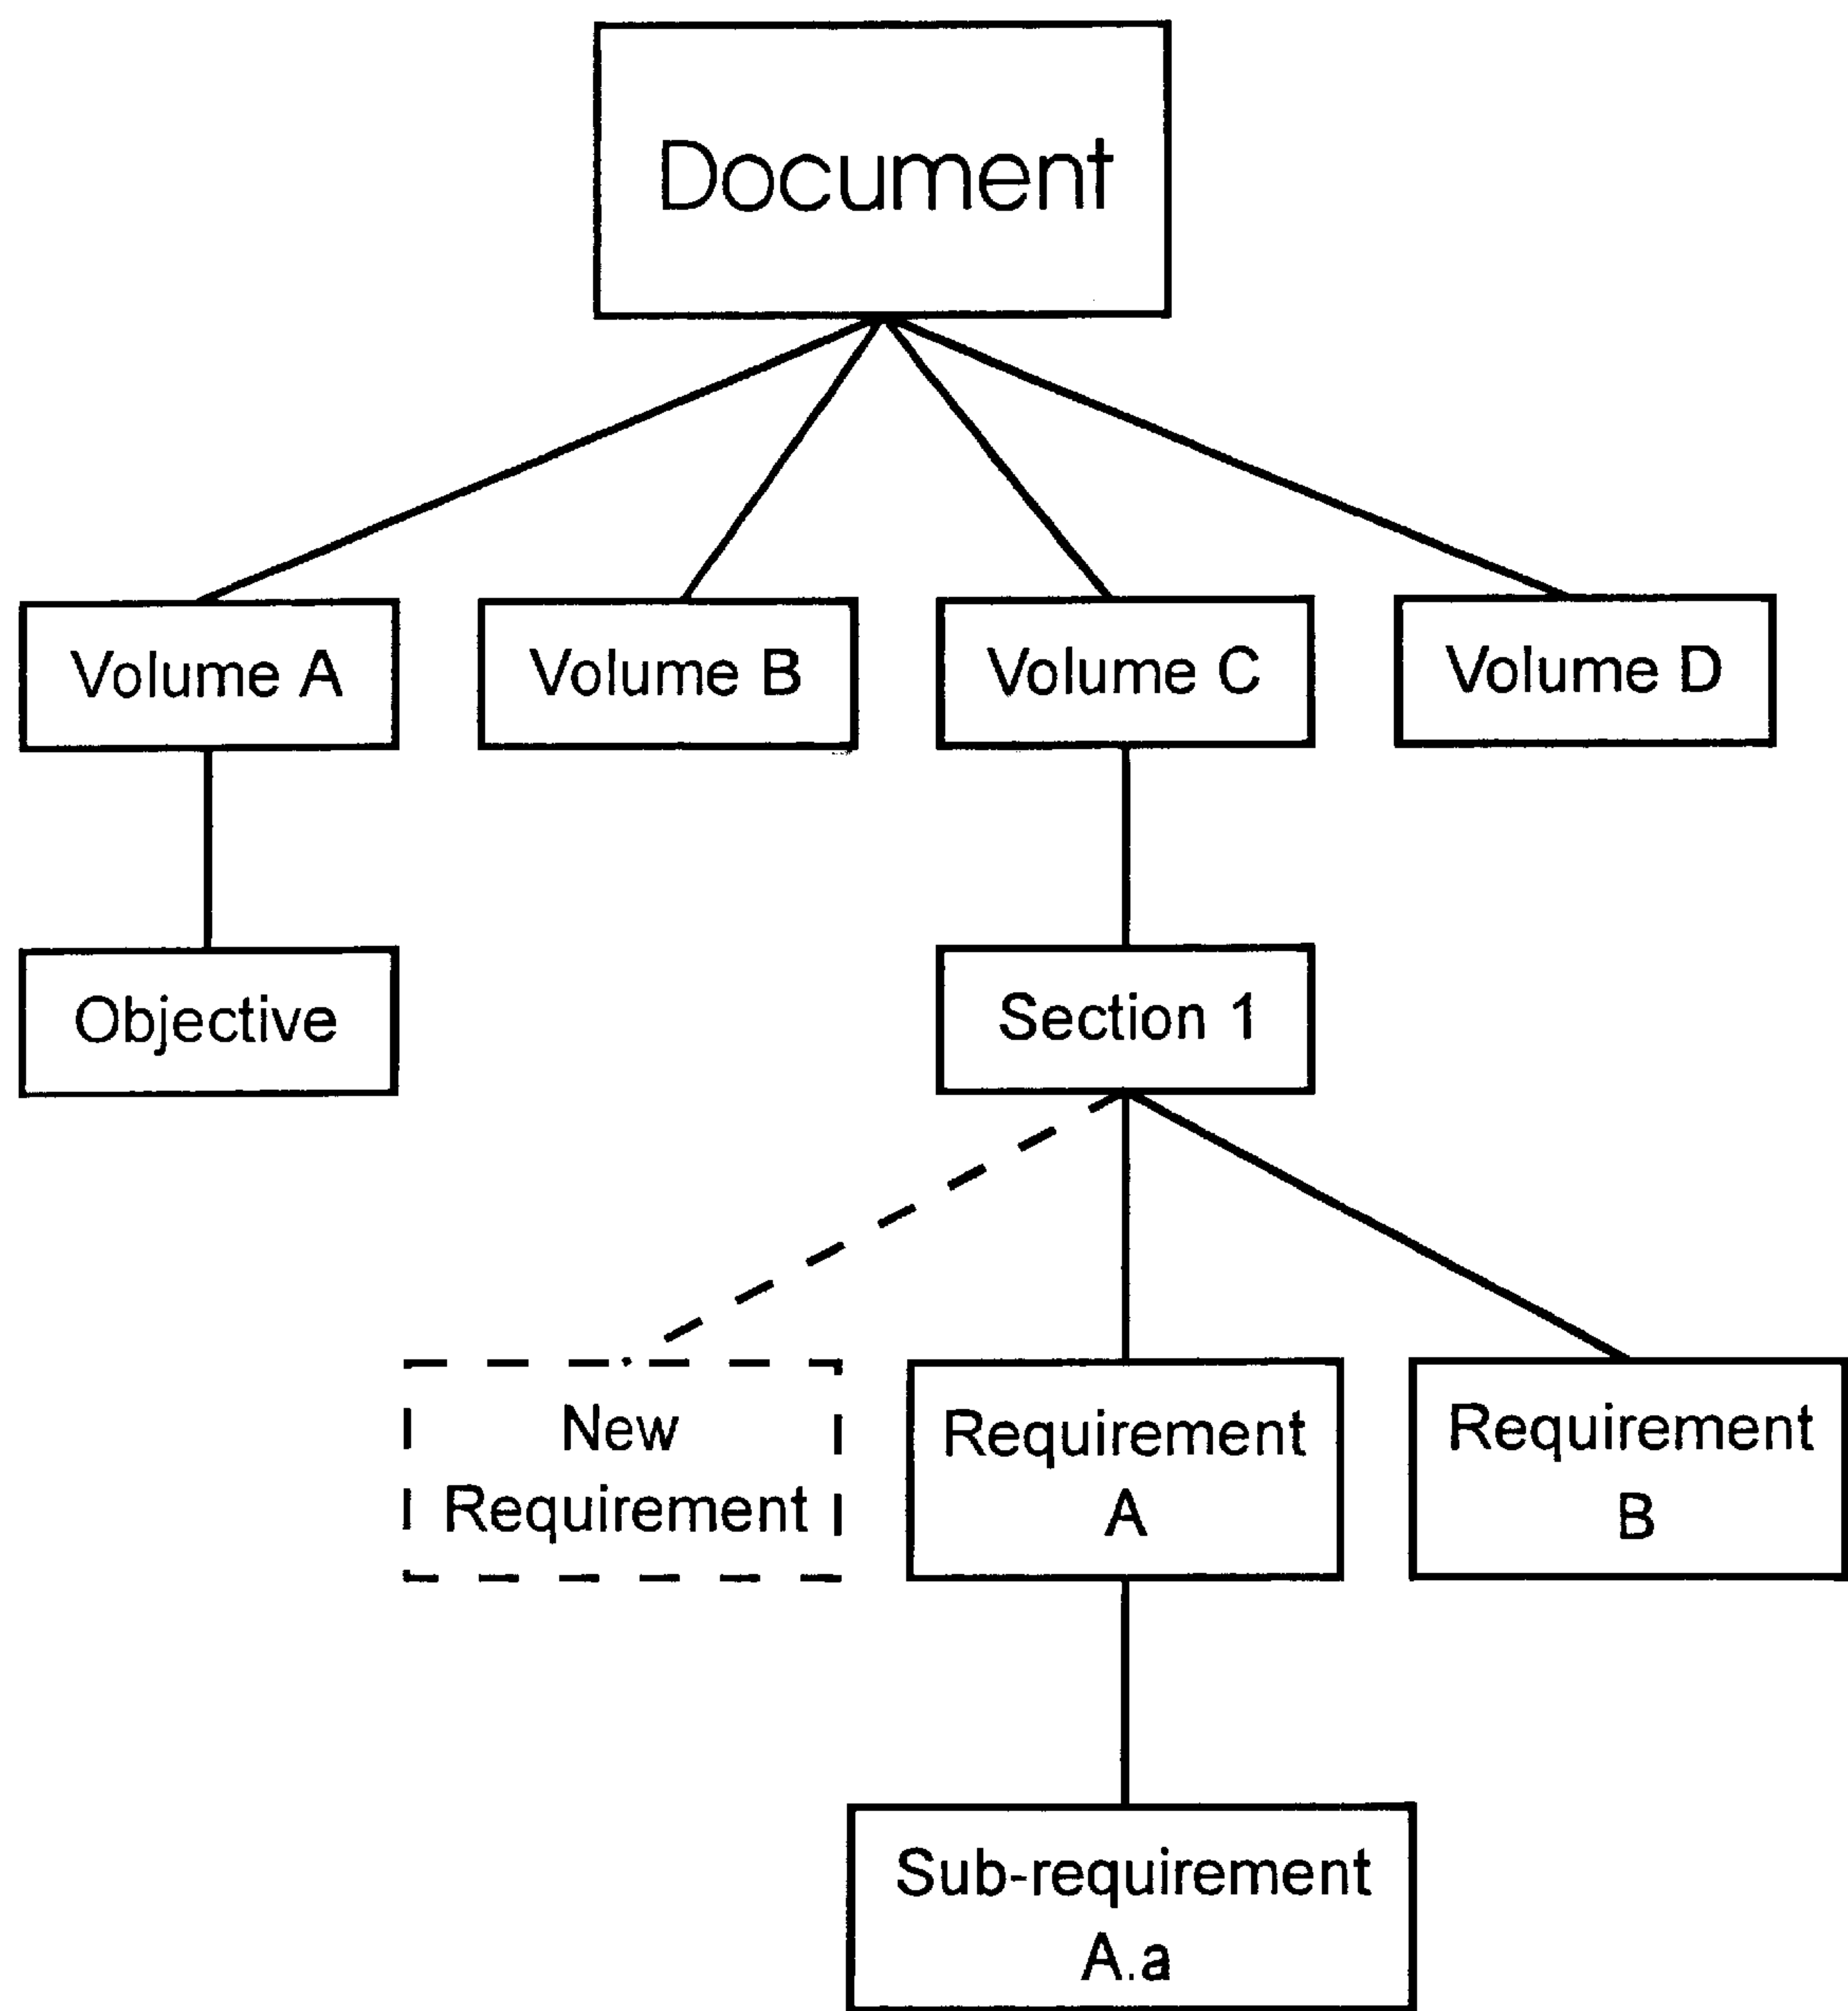 Document
Volume A
Volume B
Volume C
Volume D
Objective
Section 1
New
Requirement
Requirement
A
Requirement
B
Sub-requirement
A.a